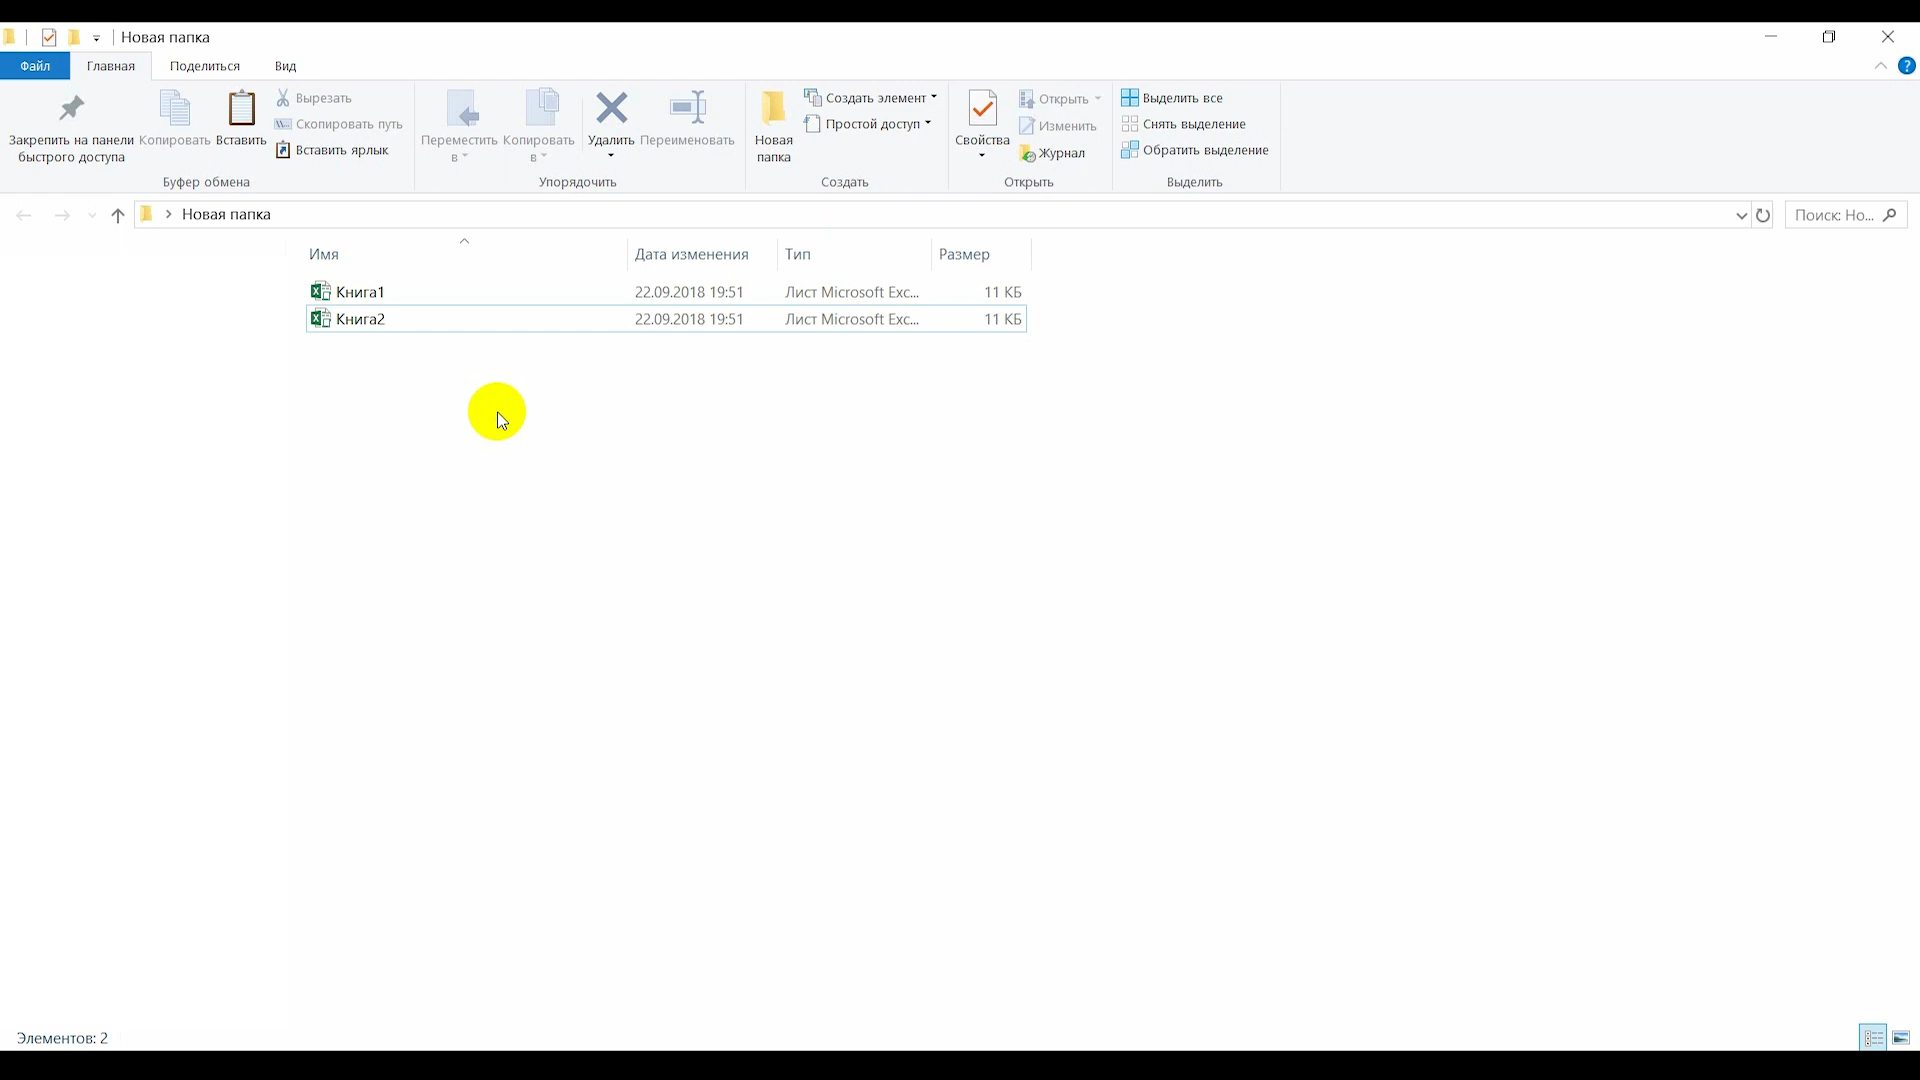 Новая папка
Файл Главная Поделиться Вид
Закрепить на панели быстрого доступа
Копировать
Вставить
Вырезать
Скопировать путь
Вставить ярлык
Буфер обмена
Переместить в
Копировать в
Удалить
Переименовать
Упорядочить
Новая папка
Создать элемент
Простой доступ
Создать
Свойства
Открыть
Изменить
Журнал
Открыть
Выделить все
Снять выделение
Обратить выделение
Выделить
Новая папка
Поиск: Но...
Имя Дата изменения Тип Размер
Книга1 22.09.2018 19:51 Лист Microsoft Exc... 11 КБ
Книга2 22.09.2018 19:51 Лист Microsoft Exc... 11 КБ
Элементов: 2